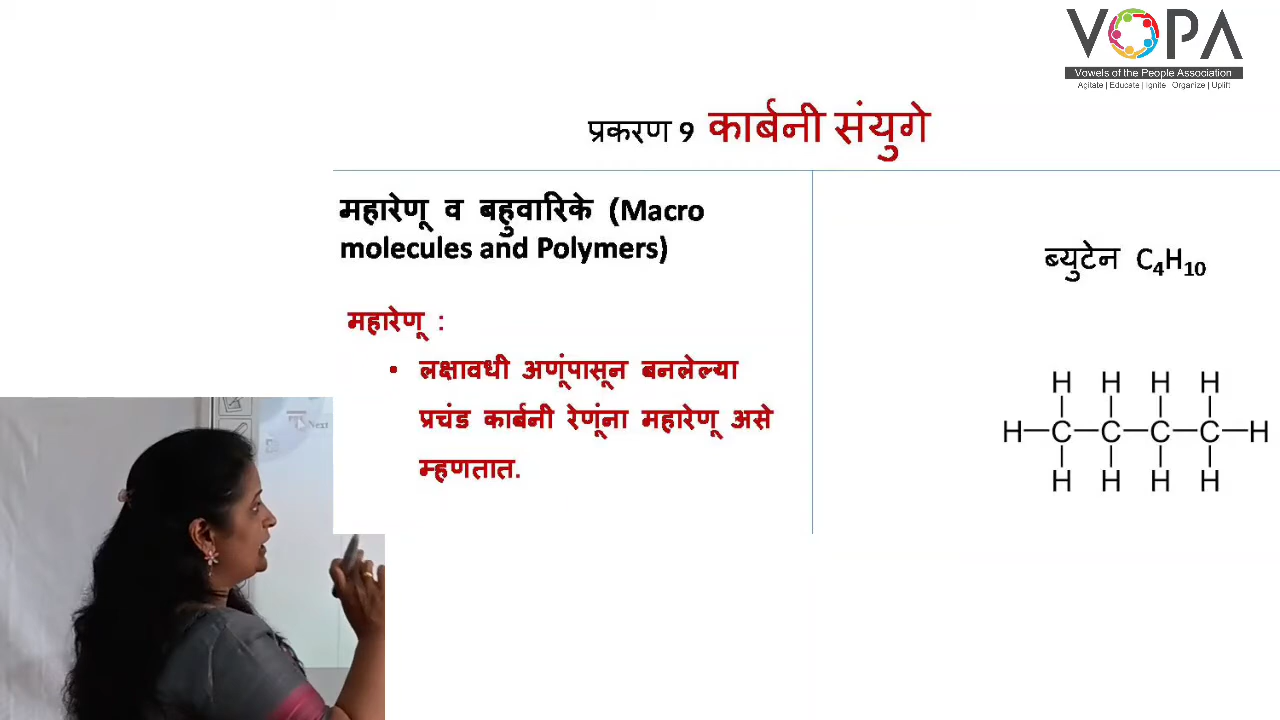 VOPA
Vowels of the People Association
Agitate | Educate | Ignite Organize | Uplift
प्रकरण 9 कार्बनी संयुगे
महारेणू व बहुवारिके (Macro
molecules and Polymers)
महारेणू :
• लक्षावधी अणूंपासून बनलेल्या
प्रचंड कार्बनी रेणूंना महारेणू असे
म्हणतात.
ब्युटेन C₄H₁₀
H H H H
H—C—C—C—C—H
H H H H
Next